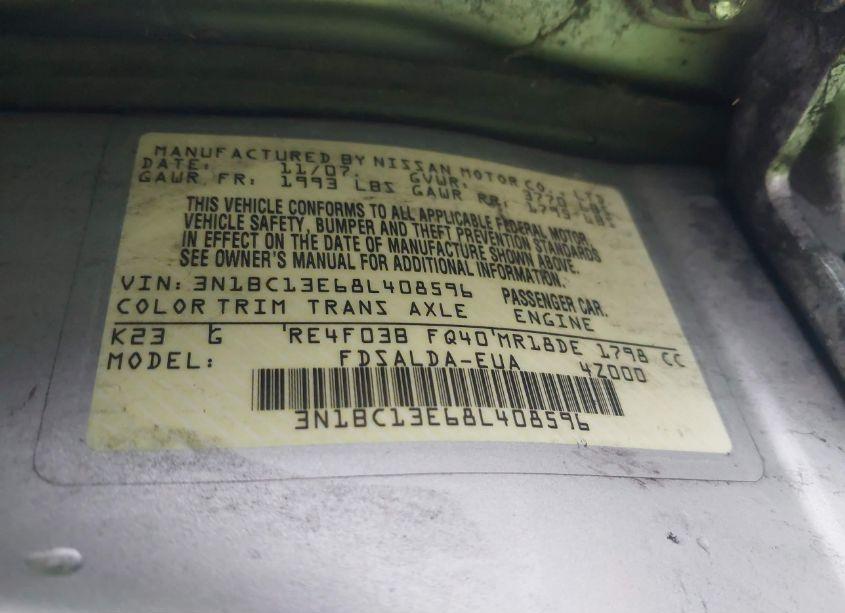 MANUFACTURED BY NISSAN MOTOR CO., LTD
DATE: 11/07 GVWR: 3770
GAWR FR: 1993 LBS GAWR RR: 1795 LBS
THIS VEHICLE CONFORMS TO ALL APPLICABLE FEDERAL MOTOR
VEHICLE SAFETY, BUMPER AND THEFT PREVENTION STANDARDS
IN EFFECT ON THE DATE OF MANUFACTURE SHOWN ABOVE.
SEE OWNER'S MANUAL FOR ADDITIONAL INFORMATION.
VIN: 3N1BC13E68L408596 PASSENGER CAR.
COLOR TRIM TRANS AXLE ENGINE
K23 G RE4F03B FQ40 MR18DE 1798 CC
MODEL: FDSALDA-EUA 4Z000
3N1BC13E68L408596